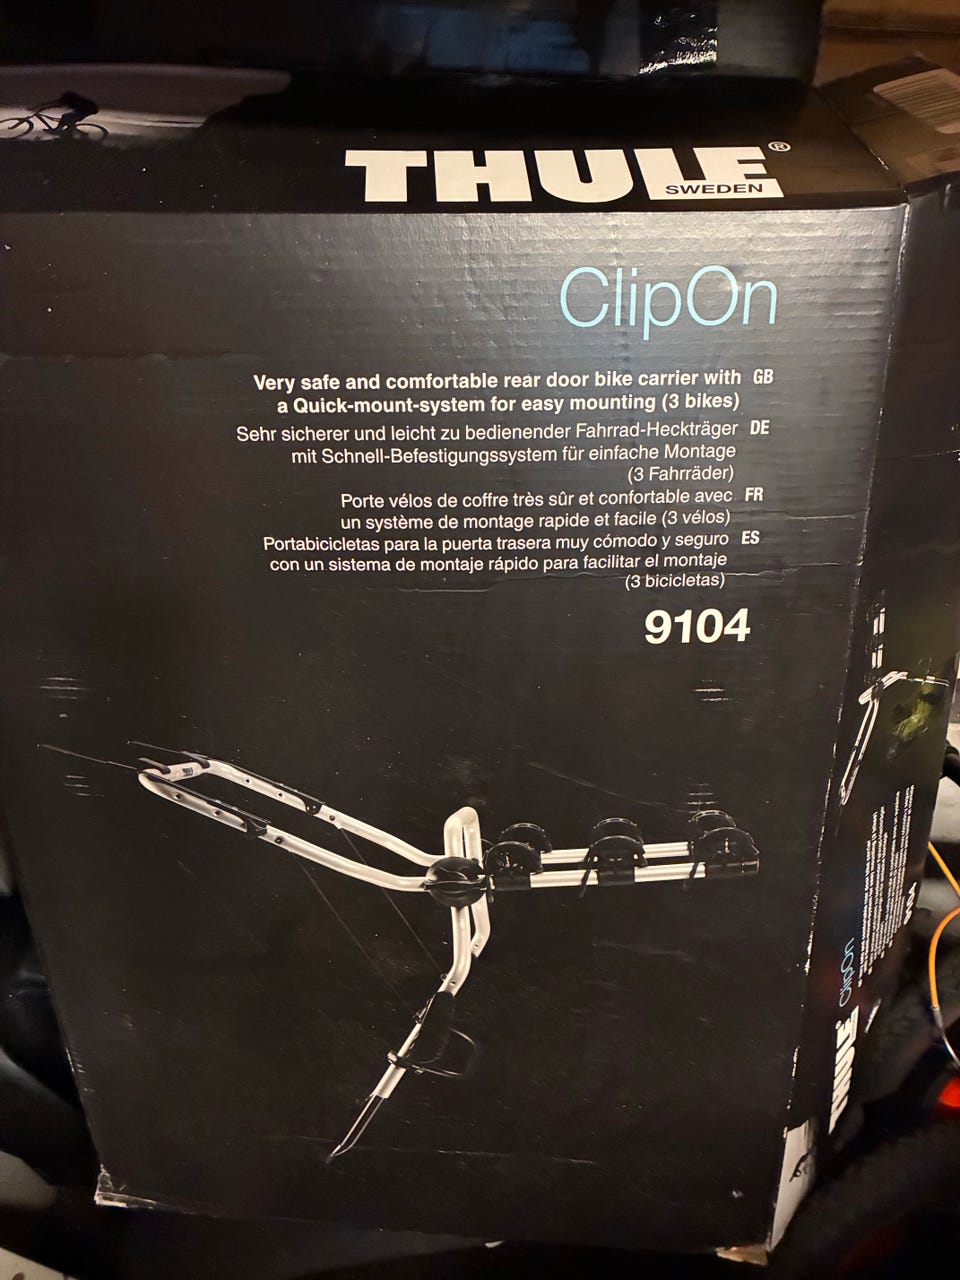 THULE®
SWEDEN
ClipOn
Very safe and comfortable rear door bike carrier with GB
a Quick-mount-system for easy mounting (3 bikes)
Sehr sicherer und leicht zu bedienender Fahrrad-Heckträger DE
mit Schnell-Befestigungssystem für einfache Montage
(3 Fahrräder)
Porte vélos de coffre très sûr et confortable avec FR
un système de montage rapide et facile (3 vélos)
Portabicicletas para la puerta trasera muy cómodo y seguro ES
con un sistema de montaje rápido para facilitar el montaje
(3 bicicletas)
9104
THULE
ClipOn
9104